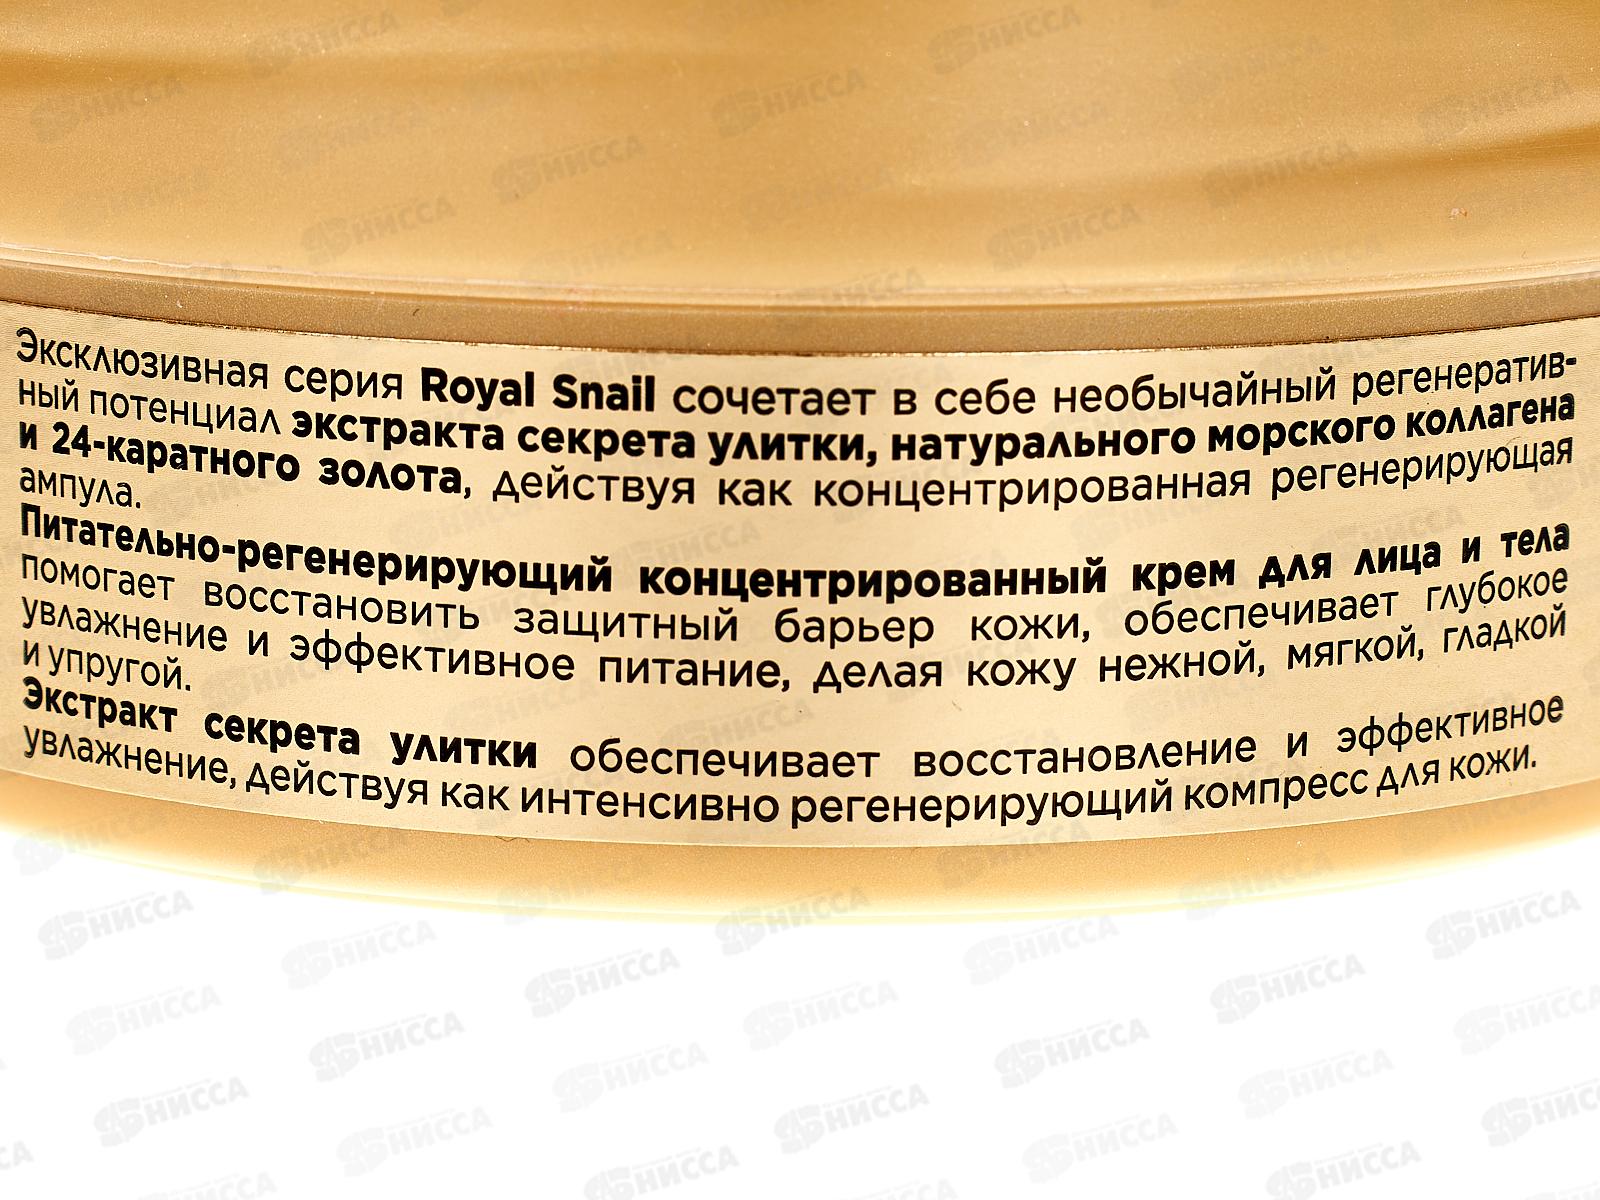 Эксклюзивная серия Royal Snail сочетает в себе необычайный регенератив-
ный потенциал экстракта секрета улитки, натурального морского коллагена
и 24-каратного золота, действуя как концентрированная регенерирующая
ампула.
Питательно-регенерирующий концентрированный крем для лица и тела
помогает восстановить защитный барьер кожи, обеспечивает глубокое
увлажнение и эффективное питание, делая кожу нежной, мягкой, гладкой
и упругой.
Экстракт секрета улитки обеспечивает восстановление и эффективное
увлажнение, действуя как интенсивно регенерирующий компресс для кожи.